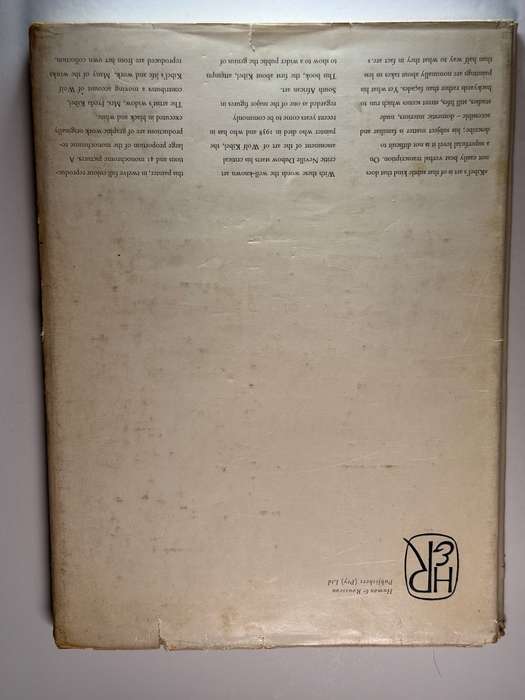 H&R
Human & Rousseau
Publishers (Pty) Ltd
«Kibel's art is of that subtle kind that does
not easily bear verbal transcription. On
a superficial level it is not difficult to
describe; his subject matter is familiar and
accessible – domestic interiors, nude
studies, still lifes, street scenes which run to
backyards rather than façades. Yet what his
paintings are nominally about takes us less
than half way to what they in fact are.»
With these words the well-known art
critic Neville Dubow starts his critical
assessment of the art of Wolf Kibel, the
painter who died in 1938 and who has in
recent years come to be commonly
regarded as one of the major figures in
South African art.
This book, the first about Kibel, attempts
to show to a wider public the genius of
this painter, in twelve full colour reproduc-
tions and 41 monochrome pictures. A
large proportion of the monochrome re-
productions are of graphic work originally
executed in black and white.
The artist's widow, Mrs. Freda Kibel,
contributes a moving account of Wolf
Kibel's life and work. Many of the works
reproduced are from her own collection.